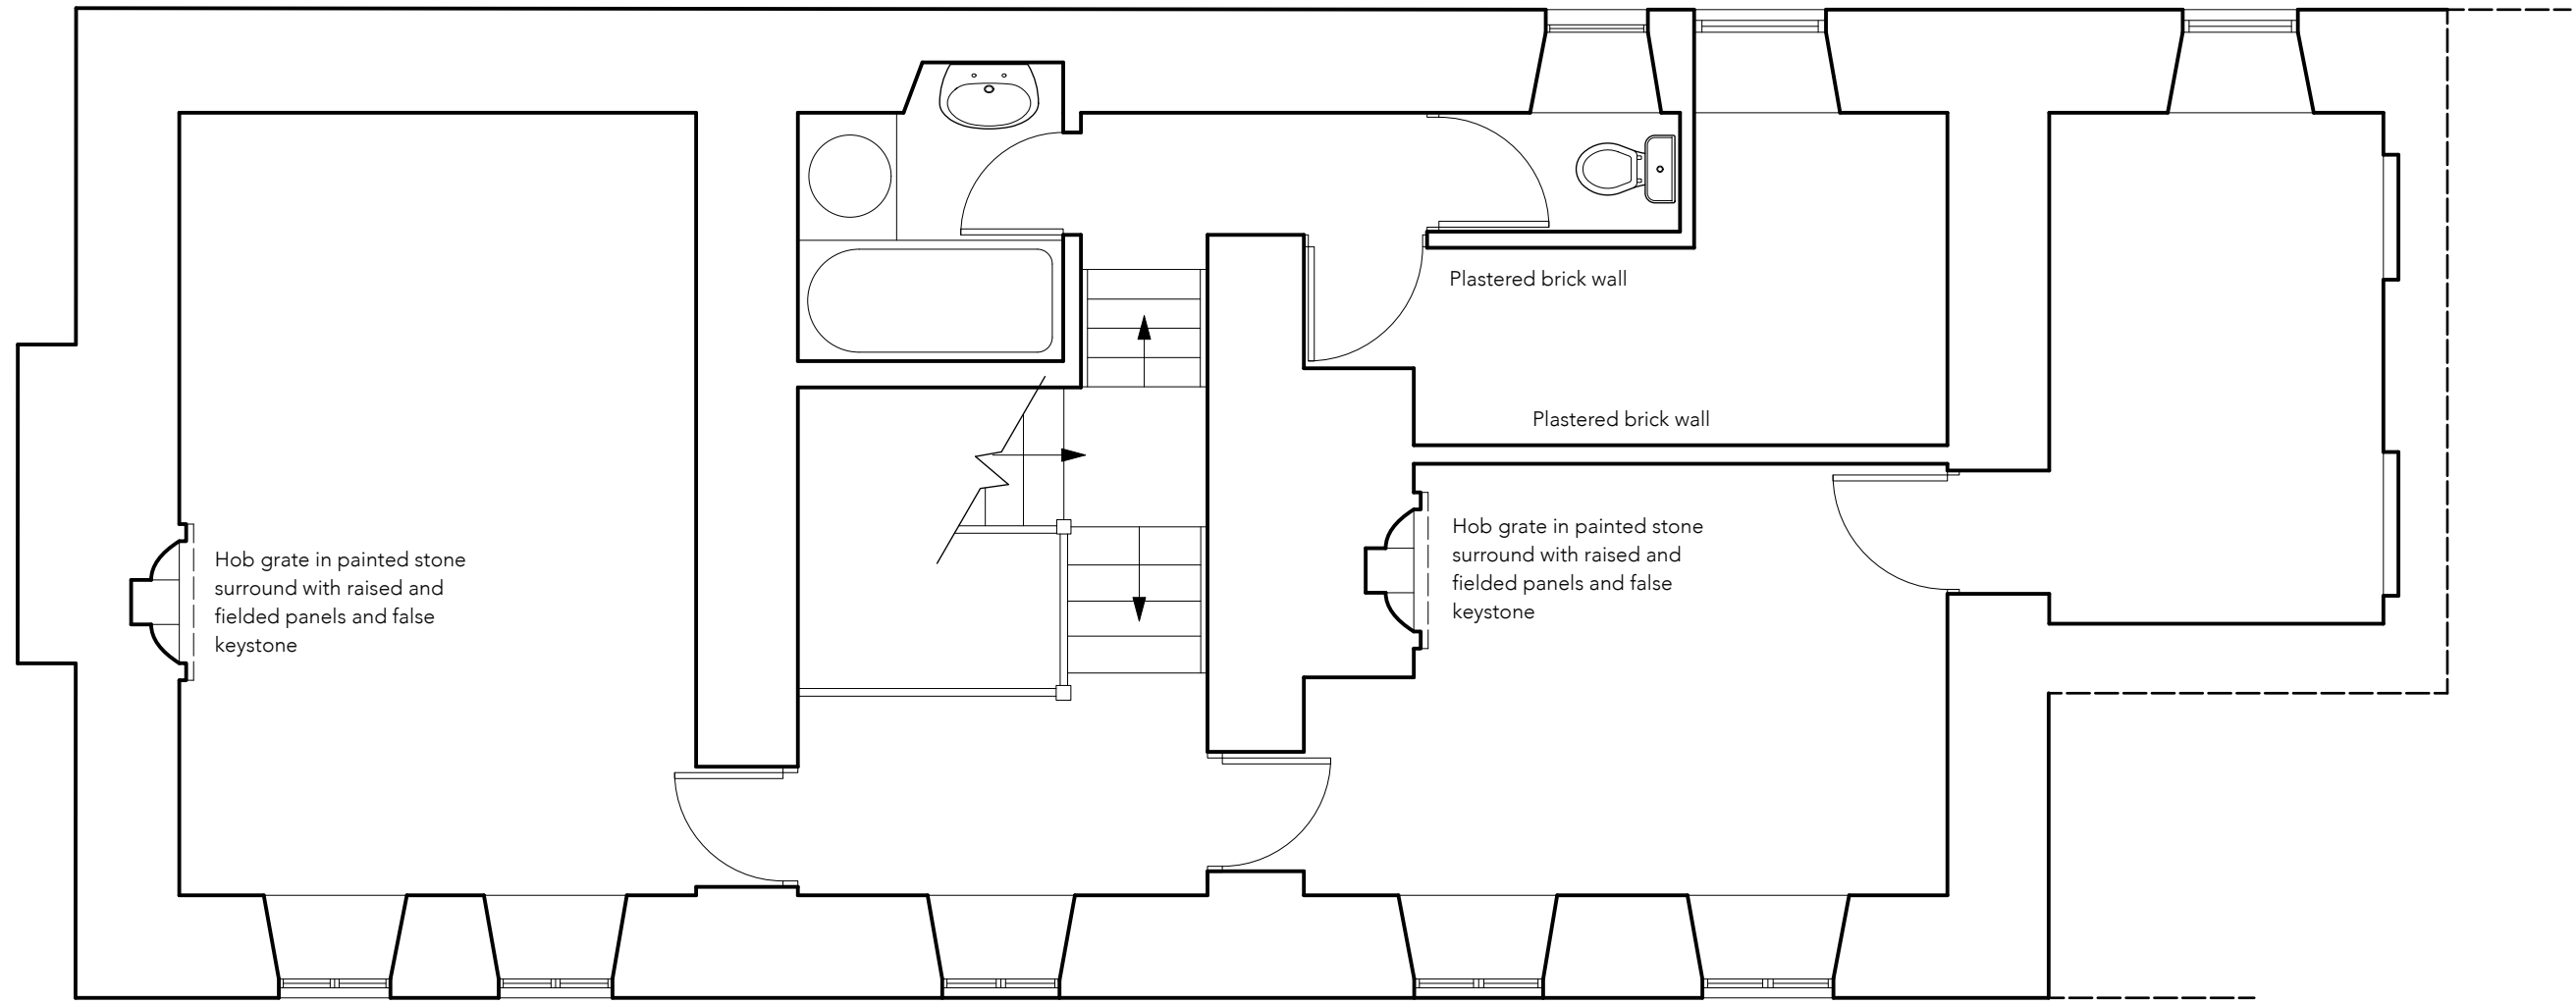 Plastered brick wall
Plastered brick wall
Hob grate in painted stone
surround with raised and
fielded panels and false
keystone
Hob grate in painted stone
surround with raised and
fielded panels and false
keystone